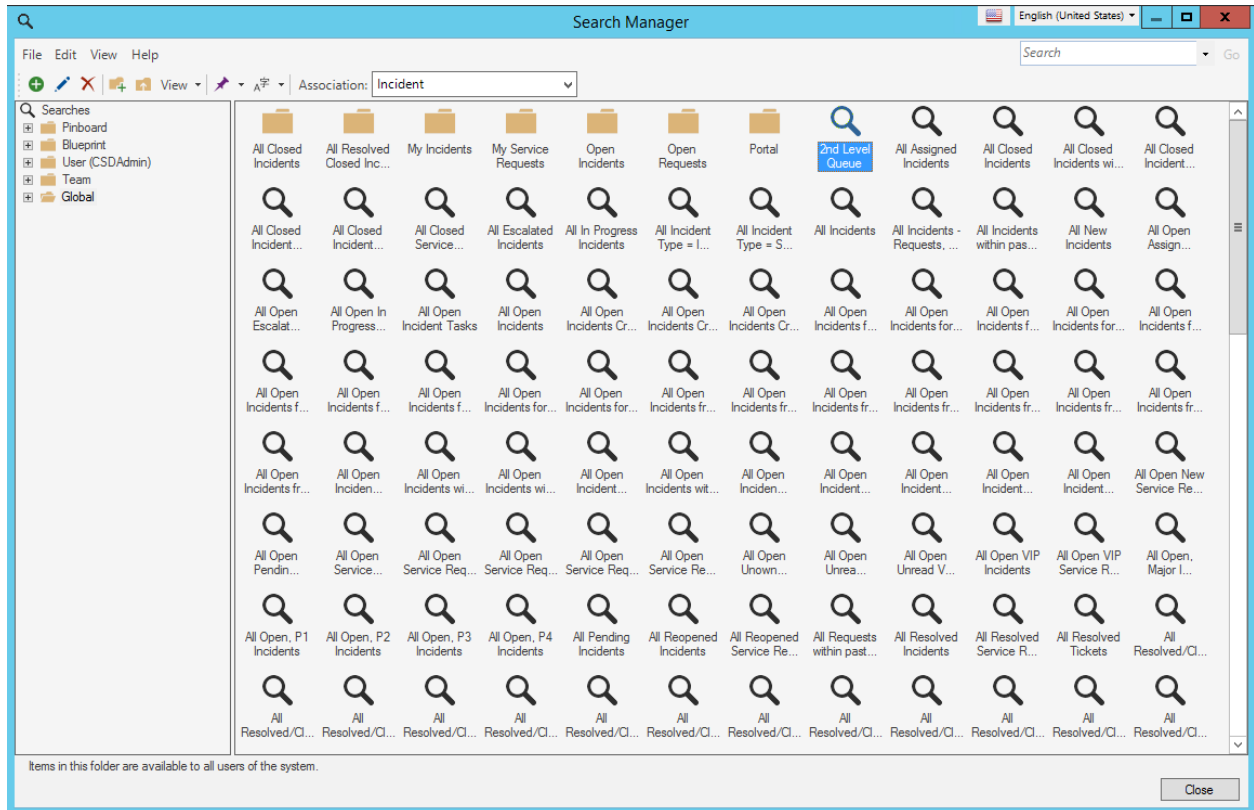 Search Manager
English (United States)
File Edit View Help
Search
Go
View
Association: Incident
Searches
Pinboard
Blueprint
User (CSDAdmin)
Team
Global
All Closed Incidents
All Resolved Closed Inc...
My Incidents
My Service Requests
Open Incidents
Open Requests
Portal
2nd Level Queue
All Assigned Incidents
All Closed Incidents
All Closed Incidents wi...
All Closed Incident...
All Closed Incident...
All Closed Incident...
All Closed Service...
All Escalated Incidents
All In Progress Incidents
All Incident Type = I...
All Incident Type = S...
All Incidents
All Incidents - Requests, ...
All Incidents within pas...
All New Incidents
All Open Assign...
All Open Escalat...
All Open In Progress...
All Open Incident Tasks
All Open Incidents
All Open Incidents Cr...
All Open Incidents Cr...
All Open Incidents Cr...
All Open Incidents f...
All Open Incidents for...
All Open Incidents f...
All Open Incidents for...
All Open Incidents f...
All Open Incidents f...
All Open Incidents f...
All Open Incidents f...
All Open Incidents for...
All Open Incidents for...
All Open Incidents fr...
All Open Incidents fr...
All Open Incidents fr...
All Open Incidents fr...
All Open Incidents fr...
All Open Incidents fr...
All Open Incidents fr...
All Open Incidents fr...
All Open Inciden...
All Open Incidents wi...
All Open Incidents wi...
All Open Incident...
All Open Incidents wit...
All Open Inciden...
All Open Incident...
All Open Incident...
All Open Incident...
All Open Incident...
All Open New Service Re...
All Open Pendin...
All Open Service...
All Open Service Req...
All Open Service Req...
All Open Service Req...
All Open Service Re...
All Open Unown...
All Open Unrea...
All Open Unread V...
All Open VIP Incidents
All Open VIP Service R...
All Open, Major I...
All Open, P1 Incidents
All Open, P2 Incidents
All Open, P3 Incidents
All Open, P4 Incidents
All Pending Incidents
All Reopened Incidents
All Reopened Service Re...
All Requests within past...
All Resolved Incidents
All Resolved Service R...
All Resolved Tickets
All Resolved/Cl...
All Resolved/Cl...
All Resolved/Cl...
All Resolved/Cl...
All Resolved/Cl...
All Resolved/Cl...
All Resolved/Cl...
All Resolved/Cl...
All Resolved/Cl...
All Resolved/Cl...
All Resolved/Cl...
All Resolved/Cl...
All Resolved/Cl...
Items in this folder are available to all users of the system.
Close